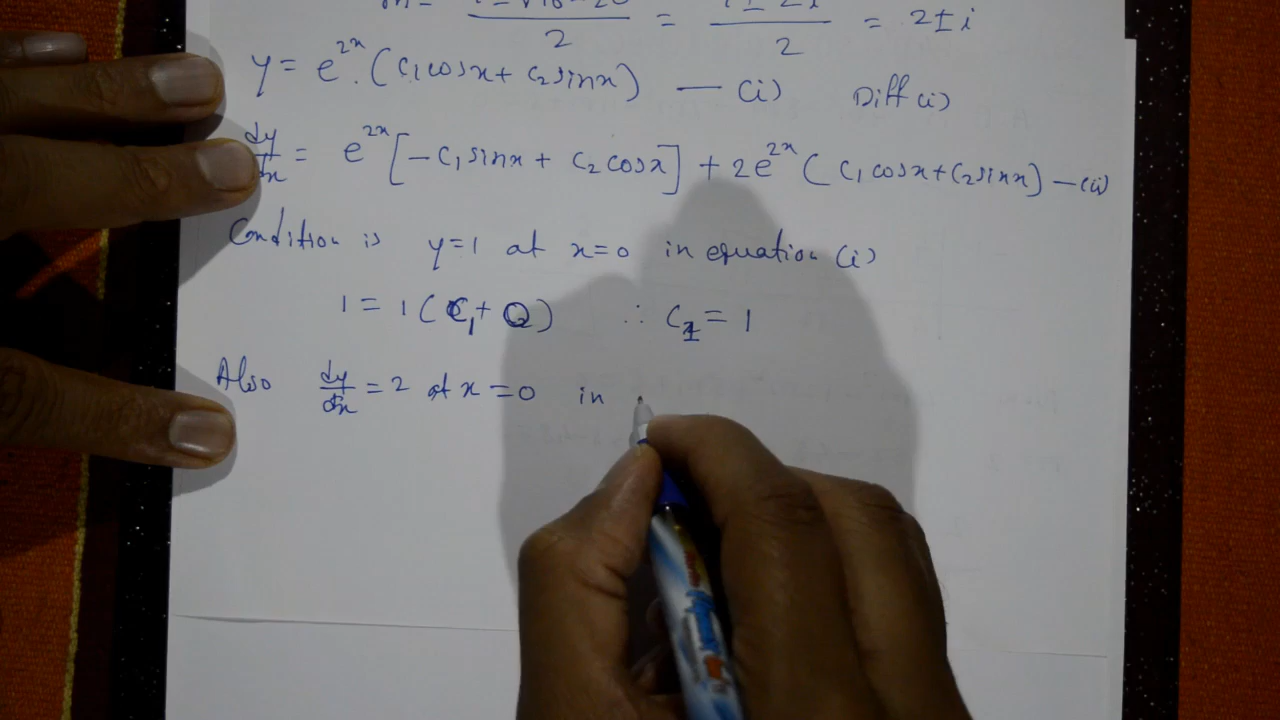 2 = 2 = 2±i
y = e^2x.(c₁cosx + c₂sinx) — (i) Diff (i)
dy/dx = e^2x[-c₁sinx + c₂cosx] + 2e^2x(c₁cosx+c₂sinx) — (ii)
Condition is y=1 at x=0 in equation (i)
1 = 1(c₁+0) ∴ c₁ = 1
Also dy/dx = 2 at x=0 in